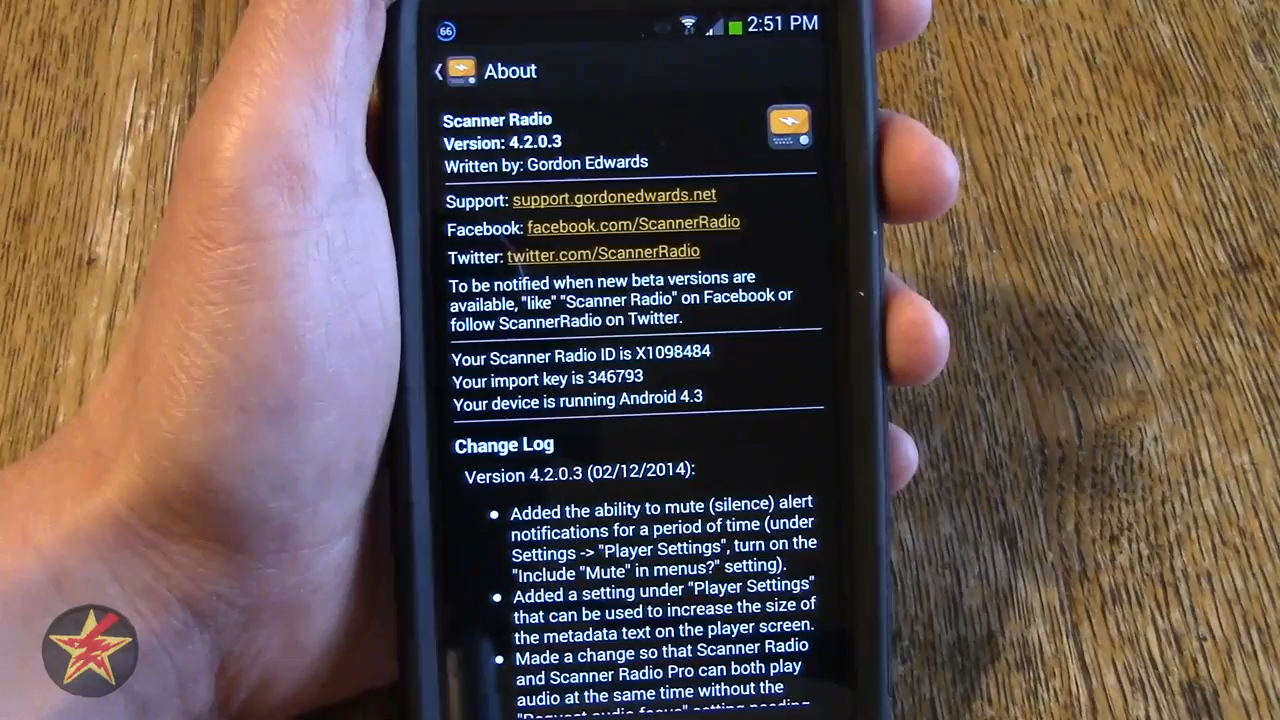 66
2:51 PM
About
Scanner Radio
Version: 4.2.0.3
Written by: Gordon Edwards
Support: support.gordonedwards.net
Facebook: facebook.com/ScannerRadio
Twitter: twitter.com/ScannerRadio
To be notified when new beta versions are
available, "like" "Scanner Radio" on Facebook or
follow ScannerRadio on Twitter.
Your Scanner Radio ID is X1098484
Your import key is 346793
Your device is running Android 4.3
Change Log
Version 4.2.0.3 (02/12/2014):
Added the ability to mute (silence) alert
notifications for a period of time (under
Settings -> "Player Settings", turn on the
"Include "Mute" in menus?" setting).
Added a setting under "Player Settings"
that can be used to increase the size of
the metadata text on the player screen.
Made a change so that Scanner Radio
and Scanner Radio Pro can both play
audio at the same time without the
"Request audio focus" setting needing